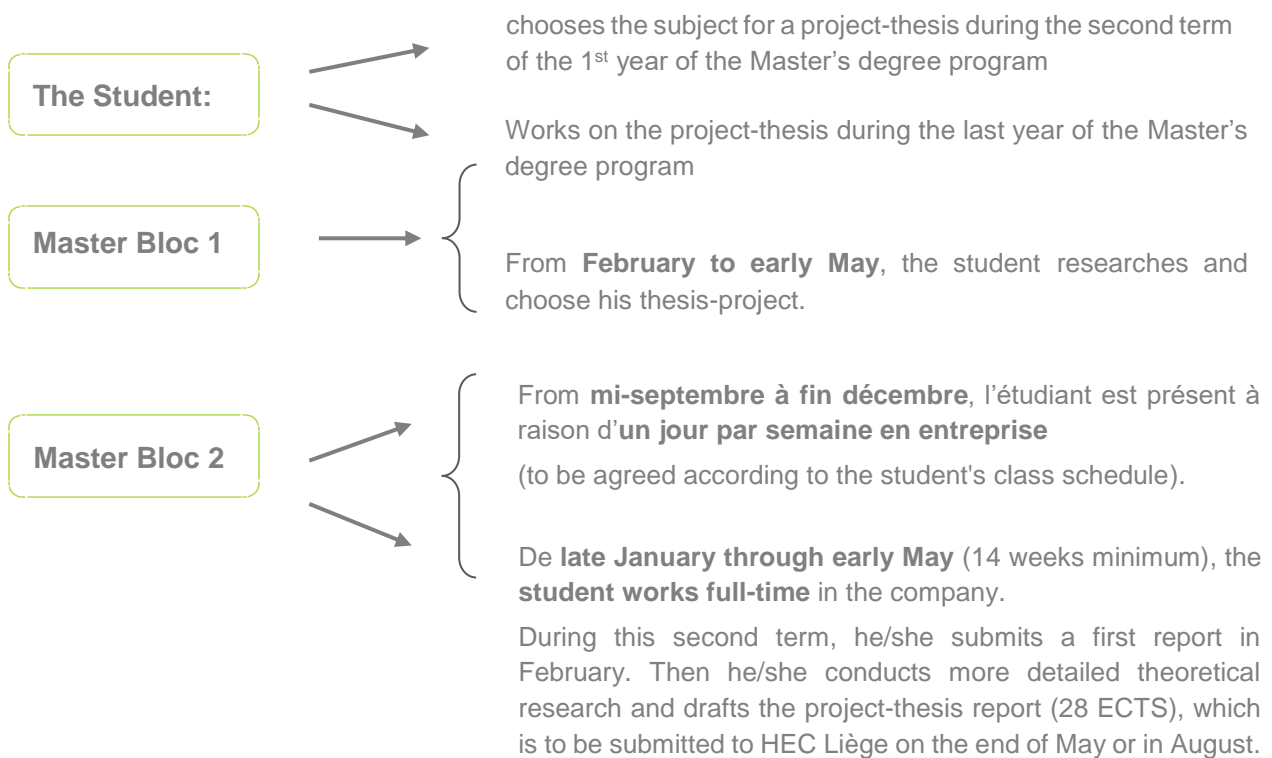 chooses the subject for a project-thesis during the second term
of the 1st year of the Master's degree program
The Student:
Works on the project-thesis during the last year of the Master's
degree program
Master Bloc 1
From February to early May, the student researches and
choose his thesis-project.
From mi-septembre à fin décembre, l'étudiant est présent à
raison d'un jour par semaine en entreprise
Master Bloc 2
(to be agreed according to the student's class schedule).
De late January through early May (14 weeks minimum), the
student works full-time in the company.
During this second term, he/she submits a first report in
February. Then he/she conducts more detailed theoretical
research and drafts the project-thesis report (28 ECTS), which
is to be submitted to HEC Liège on the end of May or in August.